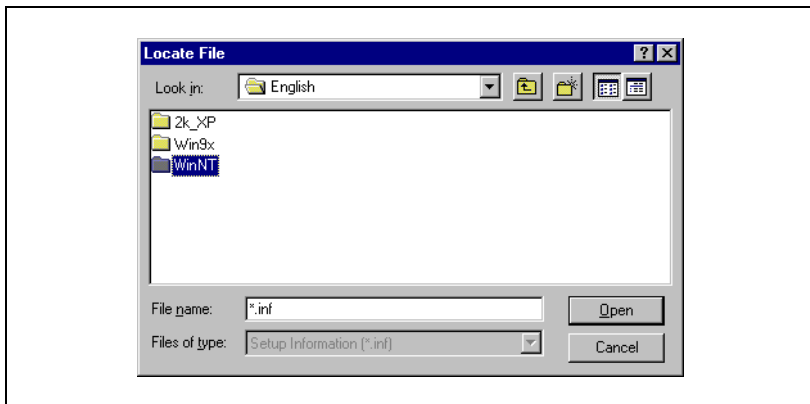 Locate File
Look in: English
2k_XP
Win9x
WinNT
File name: *.inf Open
Files of type: Setup Information (*.inf) Cancel